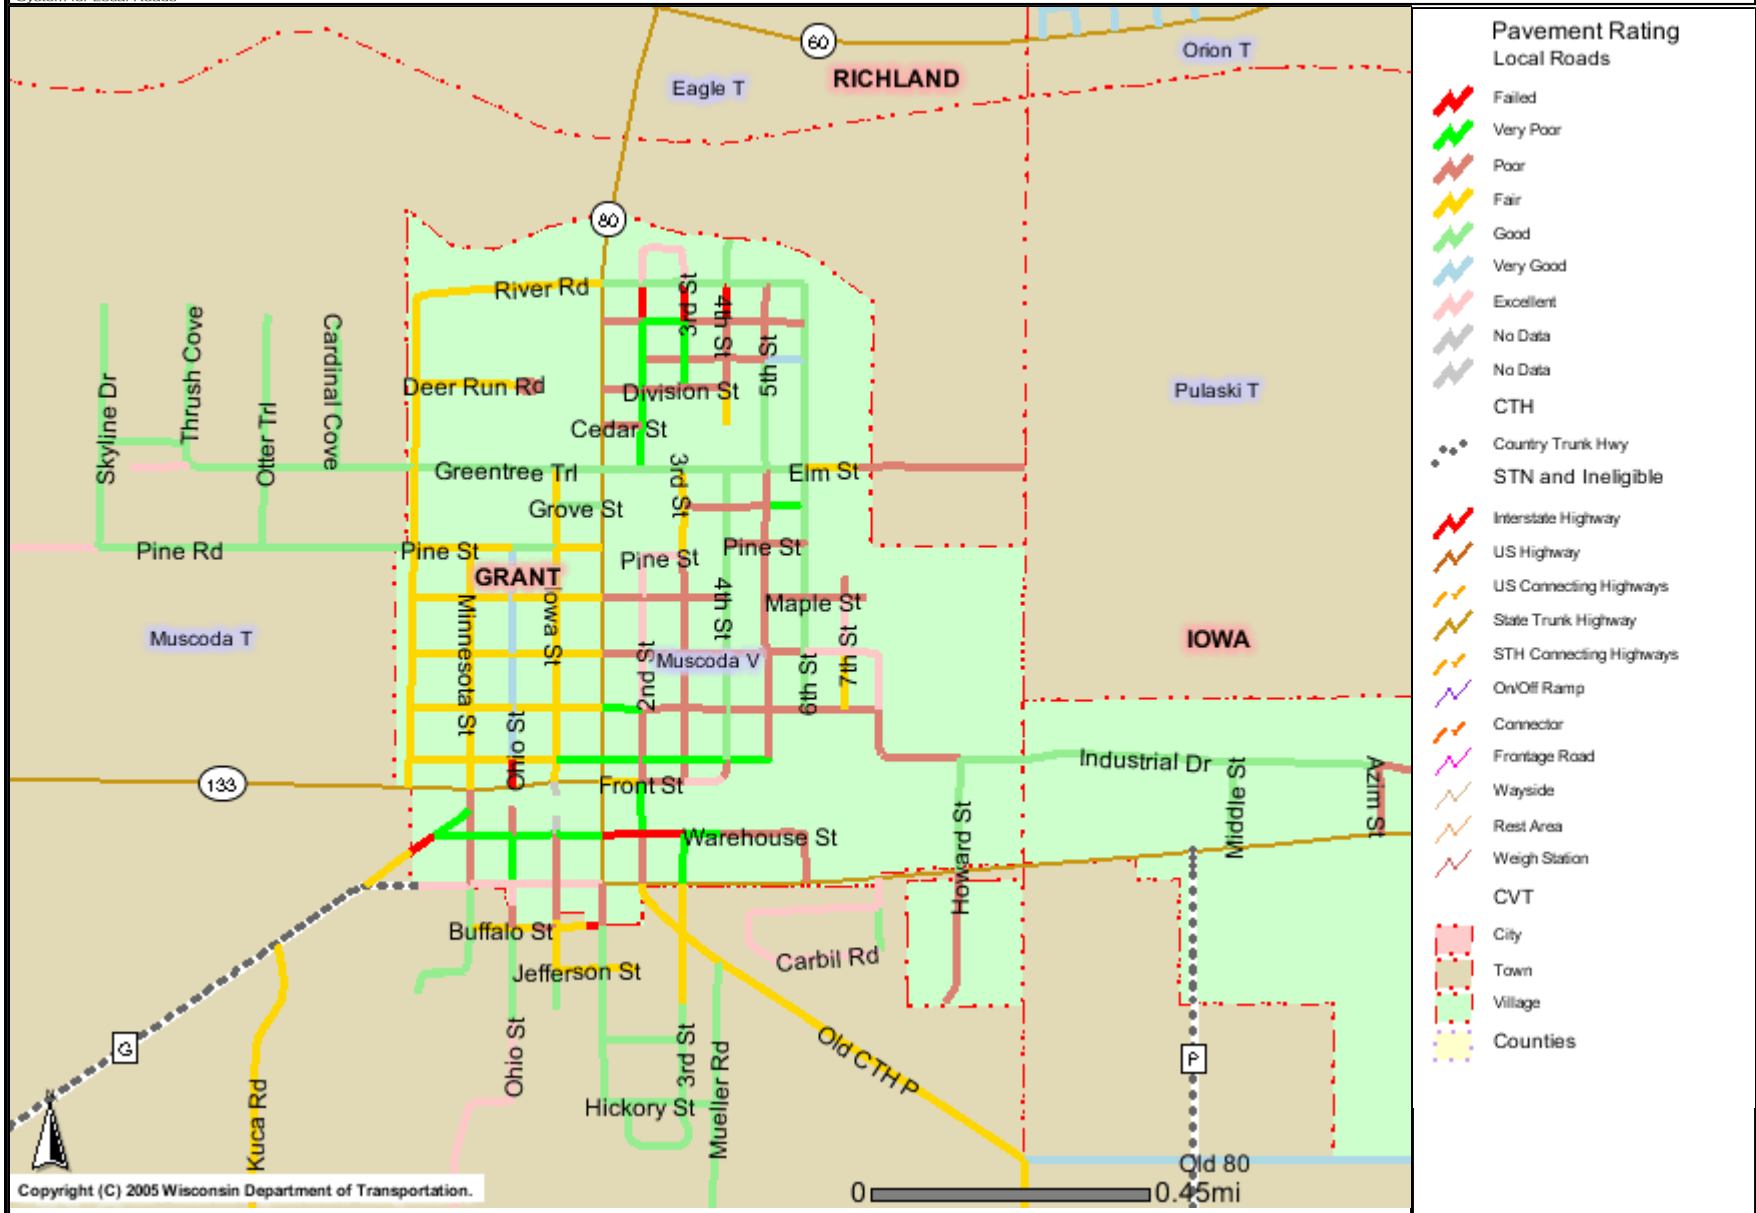 System for Local Roads
60
Orion T
RICHLAND
Eagle T
80
River Rd
3rd St
4th St
5th St
Skyline Dr
Thrush Cove
Otter Trl
Cardinal Cove
Deer Run Rd
Division St
Pulaski T
Cedar St
Greentree Trl
3rd St
Elm St
Grove St
Pine Rd
Pine St
Pine St
Pine St
GRANT
Minnesota St
Iowa St
4th St
Maple St
Muscoda T
2nd St
Muscoda V
6th St
7th St
IOWA
Ohio St
133
Front St
Industrial Dr
Middle St
Azim St
Warehouse St
Howard St
Buffalo St
Jefferson St
Carbil Rd
G
Ohio St
3rd St
Mueller Rd
Old CTH P
P
Kuca Rd
Hickory St
Old 80
N
Copyright (C) 2005 Wisconsin Department of Transportation.
0 0.45mi
Pavement Rating
Local Roads
Failed
Very Poor
Poor
Fair
Good
Very Good
Excellent
No Data
No Data
CTH
Country Trunk Hwy
STN and Ineligible
Interstate Highway
US Highway
US Connecting Highways
State Trunk Highway
STH Connecting Highways
On/Off Ramp
Connector
Frontage Road
Wayside
Rest Area
Weigh Station
CVT
City
Town
Village
Counties